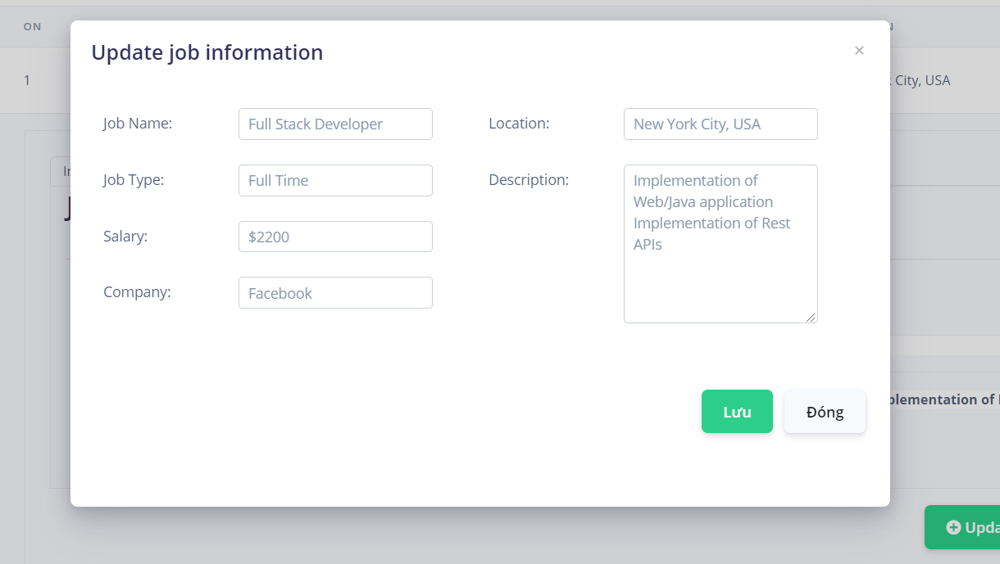 ON
Update job information
×
1
City, USA
Job Name:
Full Stack Developer
Location:
New York City, USA
Job Type:
Full Time
Description:
Implementation of
Web/Java application
Implementation of Rest
APIs
Salary:
$2200
Company:
Facebook
Lưu
Đóng
plementation of
Upda